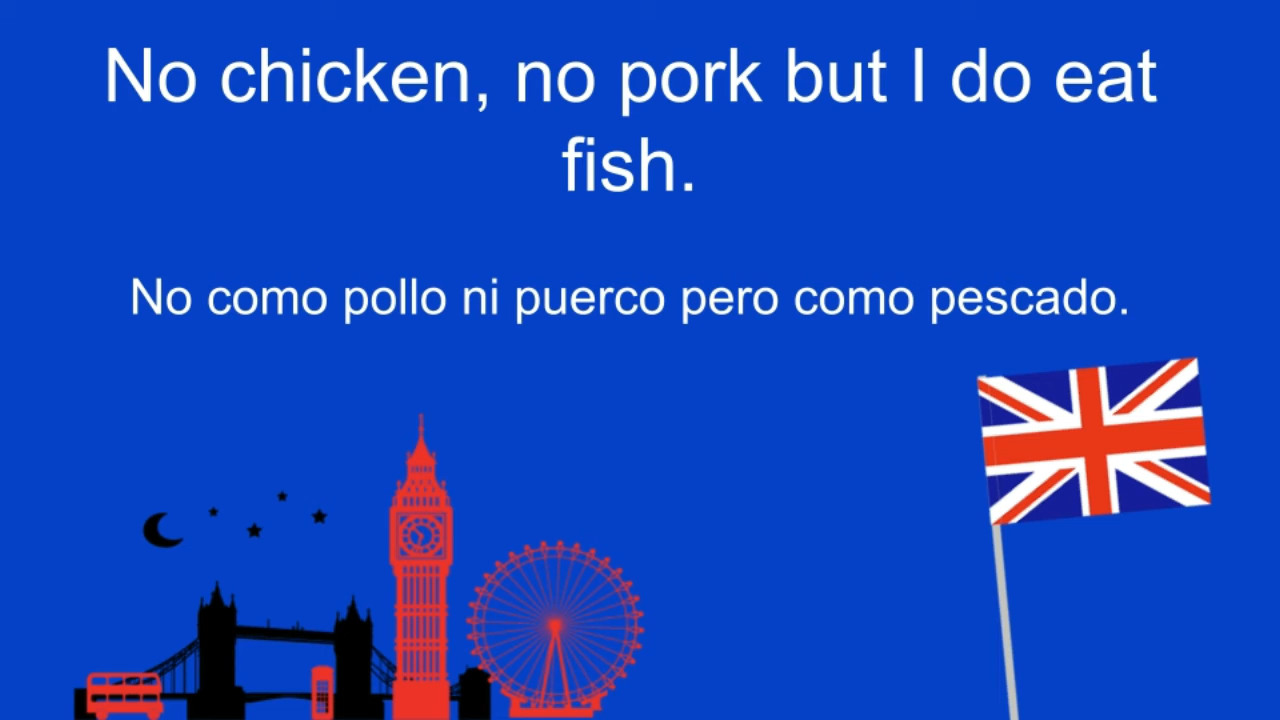 No chicken, no pork but I do eat
fish.
No como pollo ni puerco pero como pescado.